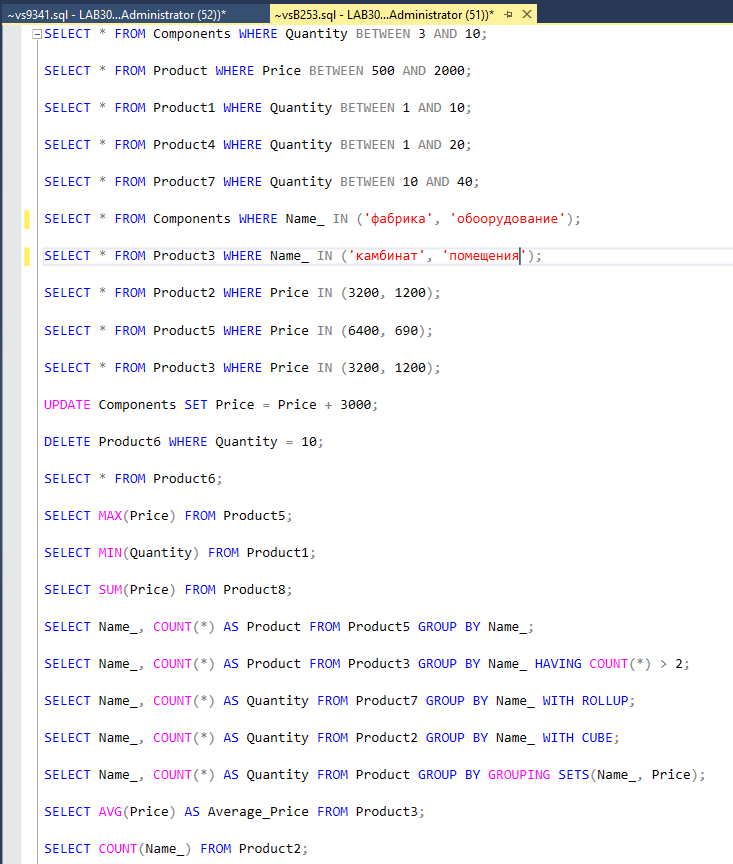 ~vs9341.sql - LAB30...Administrator (52))* ~vsB253.sql - LAB30...Administrator (51))*
SELECT * FROM Components WHERE Quantity BETWEEN 3 AND 10;
SELECT * FROM Product WHERE Price BETWEEN 500 AND 2000;
SELECT * FROM Product1 WHERE Quantity BETWEEN 1 AND 10;
SELECT * FROM Product4 WHERE Quantity BETWEEN 1 AND 20;
SELECT * FROM Product7 WHERE Quantity BETWEEN 10 AND 40;
SELECT * FROM Components WHERE Name_ IN ('фабрика', 'обоорудование');
SELECT * FROM Product3 WHERE Name_ IN ('камбинат', 'помещения');
SELECT * FROM Product2 WHERE Price IN (3200, 1200);
SELECT * FROM Product5 WHERE Price IN (6400, 690);
SELECT * FROM Product3 WHERE Price IN (3200, 1200);
UPDATE Components SET Price = Price + 3000;
DELETE Product6 WHERE Quantity = 10;
SELECT * FROM Product6;
SELECT MAX(Price) FROM Product5;
SELECT MIN(Quantity) FROM Product1;
SELECT SUM(Price) FROM Product8;
SELECT Name_, COUNT(*) AS Product FROM Product5 GROUP BY Name_;
SELECT Name_, COUNT(*) AS Product FROM Product3 GROUP BY Name_ HAVING COUNT(*) > 2;
SELECT Name_, COUNT(*) AS Quantity FROM Product7 GROUP BY Name_ WITH ROLLUP;
SELECT Name_, COUNT(*) AS Quantity FROM Product2 GROUP BY Name_ WITH CUBE;
SELECT Name_, COUNT(*) AS Quantity FROM Product GROUP BY GROUPING SETS(Name_, Price);
SELECT AVG(Price) AS Average_Price FROM Product3;
SELECT COUNT(Name_) FROM Product2;